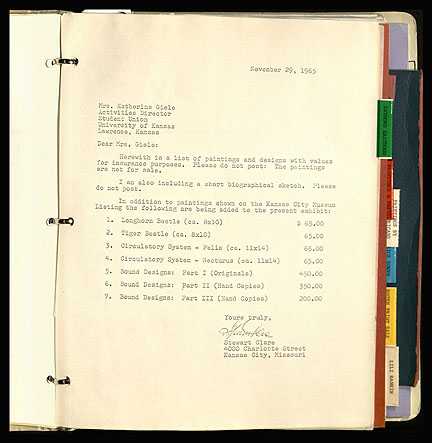 November 29, 1965
Mrs. Katherine Giele
Activities Director
Student Union
University of Kansas
Lawrence, Kansas
Dear Mrs. Giele:
Herewith is a list of paintings and designs with values
for insurance purposes. Please do not post: The paintings
are not for sale.
I am also including a short biographical sketch. Please
do not post.
In addition to paintings shown on the Kansas City Museum
Listing the following are being added to the present exhibit:
1. Longhorn Beetle (ca. 8x10) $ 65.00
2. Tiger Beetle (ca. 8x10) 65.00
3. Circulatory System - Felis (ca. 11x14) 65.00
4. Circulatory System - Necturus (ca. 11x14) 65.00
5. Bound Designs: Part I (Originals) 450.00
6. Bound Designs: Part II (Hand Copies) 350.00
7. Bound Designs: Part III (Hand Copies) 200.00
Yours truly,
Stewart Clare
4000 Charlotte Street
Kansas City, Missouri
PAINTINGS BY